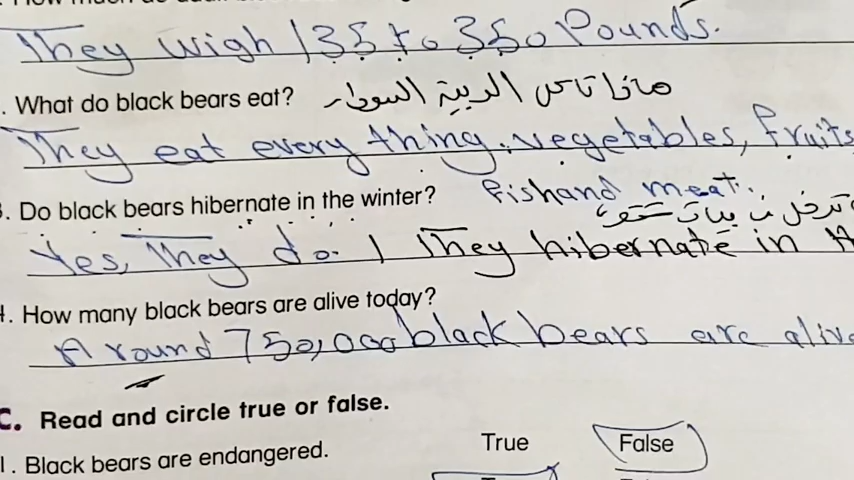 They wigh 135 to 350 Pounds.
. What do black bears eat? ماذا تاكل الدببة السوداء
They eat every thing. vegetables, fruits
fish and meat.
3. Do black bears hibernate in the winter?
Yes, They do. | They hibernate in
4. How many black bears are alive today?
Around 750,000 black bears are alive
C. Read and circle true or false.
1. Black bears are endangered. True False